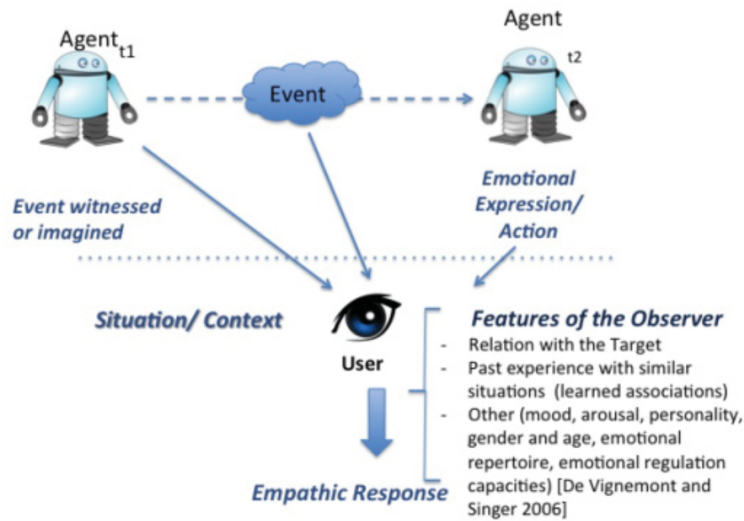 Agent
t1
Agent
t2
Event
Event witnessed
or imagined
Emotional
Expression/
Action
Situation/ Context
User
Features of the Observer
- Relation with the Target
- Past experience with similar
situations (learned associations)
- Other (mood, arousal, personality,
gender and age, emotional
repertoire, emotional regulation
capacities) [De Vignemont and
Singer 2006]
Empathic Response